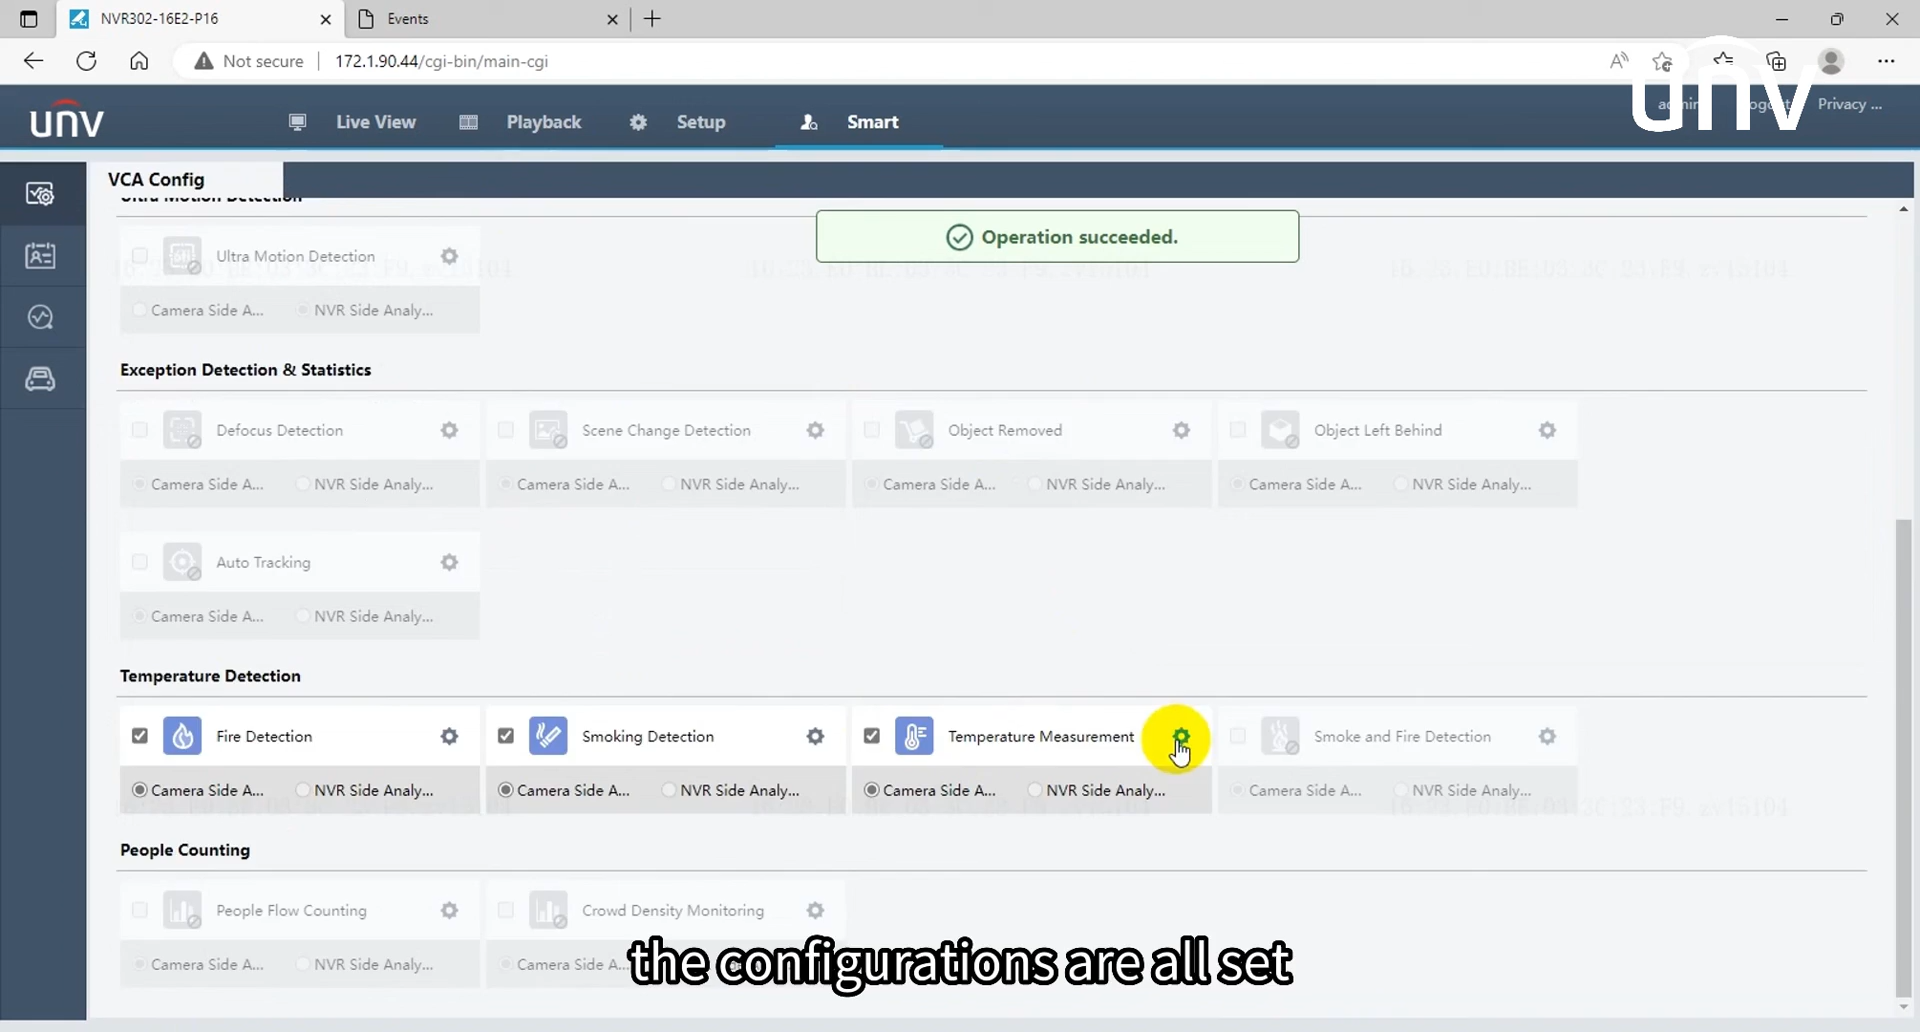 NVR302-16E2-P16
Events
Not secure
172.1.90.44/cgi-bin/main-cgi
unv
Live View
Playback
Setup
Smart
Privacy ...
unv
VCA Config
Ultra Motion Detection
Operation succeeded.
Ultra Motion Detection
Camera Side A...
NVR Side Analy...
Exception Detection & Statistics
Defocus Detection
Scene Change Detection
Object Removed
Object Left Behind
Camera Side A...
NVR Side Analy...
Camera Side A...
NVR Side Analy...
Camera Side A...
NVR Side Analy...
Camera Side A...
NVR Side Analy...
Auto Tracking
Camera Side A...
NVR Side Analy...
Temperature Detection
Fire Detection
Smoking Detection
Temperature Measurement
Smoke and Fire Detection
Camera Side A...
NVR Side Analy...
Camera Side A...
NVR Side Analy...
Camera Side A...
NVR Side Analy...
Camera Side A...
NVR Side Analy...
People Counting
People Flow Counting
Crowd Density Monitoring
Camera Side A...
NVR Side Analy...
the configurations are all set